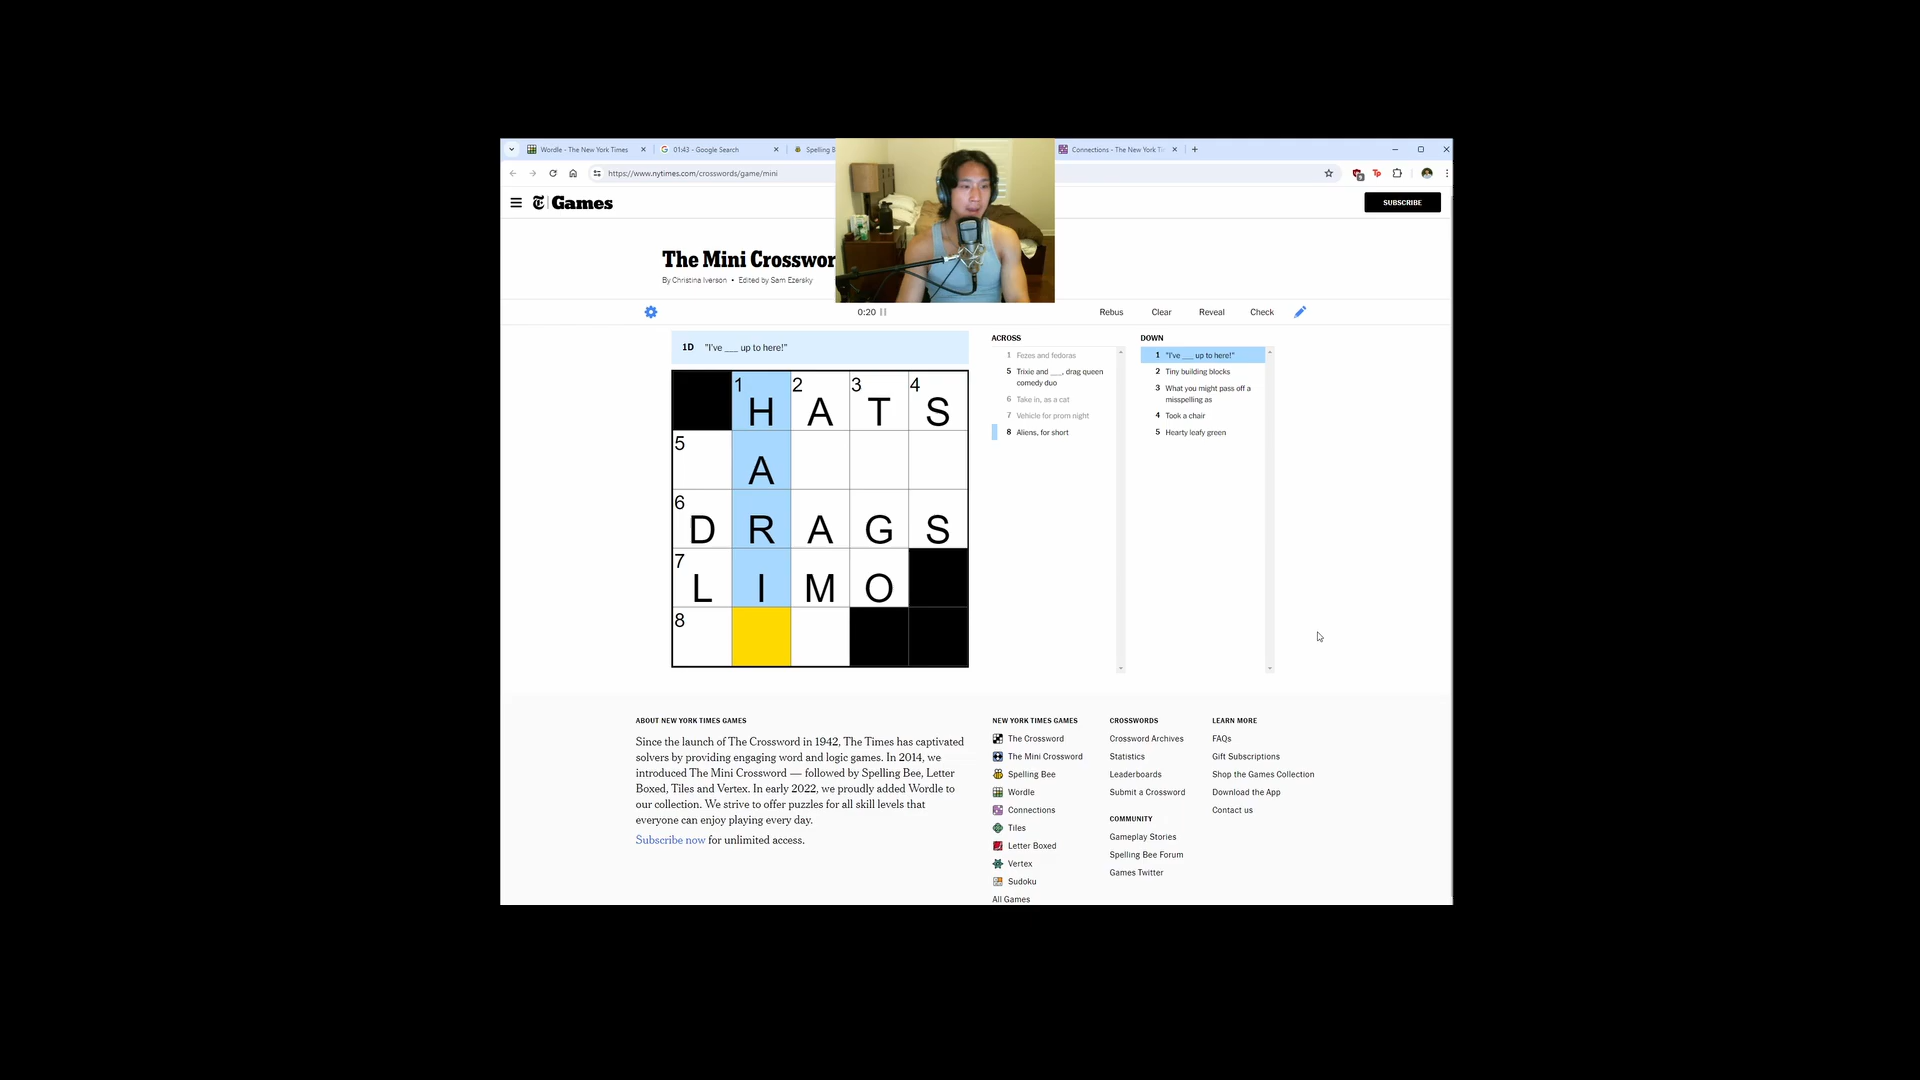 Wordle - The New York Times
01:43 - Google Search
Spelling B
Connections - The New York Ti
https://www.nytimes.com/crosswords/game/mini
Games
SUBSCRIBE
The Mini Crosswor
By Christina Iverson • Edited by Sam Ezersky
0:20
Rebus
Clear
Reveal
Check
1D "I've ___ up to here!"
1 H
2 A
3 T
4 S
5
A
6 D
R
A
G
S
7 L
I
M
O
8
ACROSS
1 Fezes and fedoras
5 Trixie and ___, drag queen
comedy duo
6 Take in, as a cat
7 Vehicle for prom night
8 Aliens, for short
DOWN
1 "I've ___ up to here!"
2 Tiny building blocks
3 What you might pass off a
misspelling as
4 Took a chair
5 Hearty leafy green
ABOUT NEW YORK TIMES GAMES
Since the launch of The Crossword in 1942, The Times has captivated
solvers by providing engaging word and logic games. In 2014, we
introduced The Mini Crossword — followed by Spelling Bee, Letter
Boxed, Tiles and Vertex. In early 2022, we proudly added Wordle to
our collection. We strive to offer puzzles for all skill levels that
everyone can enjoy playing every day.
Subscribe now for unlimited access.
NEW YORK TIMES GAMES
The Crossword
The Mini Crossword
Spelling Bee
Wordle
Connections
Tiles
Letter Boxed
Vertex
Sudoku
All Games
CROSSWORDS
Crossword Archives
Statistics
Leaderboards
Submit a Crossword
COMMUNITY
Gameplay Stories
Spelling Bee Forum
Games Twitter
LEARN MORE
FAQs
Gift Subscriptions
Shop the Games Collection
Download the App
Contact us